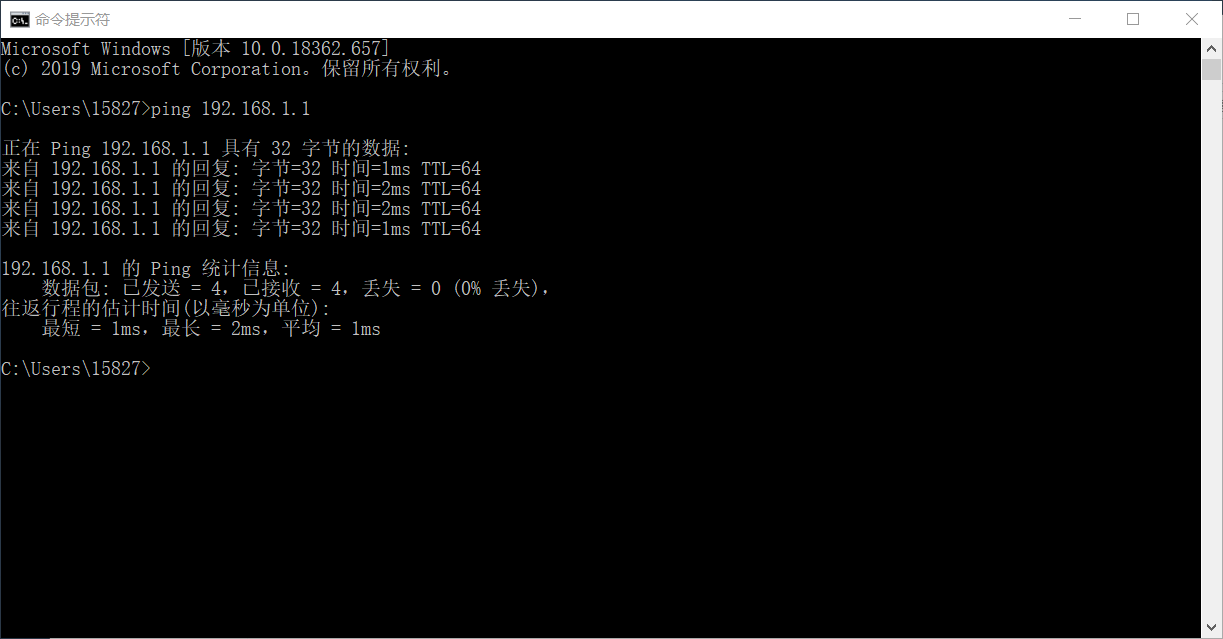 命令提示符
Microsoft Windows [版本 10.0.18362.657]
(c) 2019 Microsoft Corporation。保留所有权利。
C:\Users\15827>ping 192.168.1.1
正在 Ping 192.168.1.1 具有 32 字节的数据:
来自 192.168.1.1 的回复: 字节=32 时间=1ms TTL=64
来自 192.168.1.1 的回复: 字节=32 时间=2ms TTL=64
来自 192.168.1.1 的回复: 字节=32 时间=2ms TTL=64
来自 192.168.1.1 的回复: 字节=32 时间=1ms TTL=64
192.168.1.1 的 Ping 统计信息:
数据包: 已发送 = 4，已接收 = 4，丢失 = 0 (0% 丢失)，
往返行程的估计时间(以毫秒为单位):
最短 = 1ms，最长 = 2ms，平均 = 1ms
C:\Users\15827>